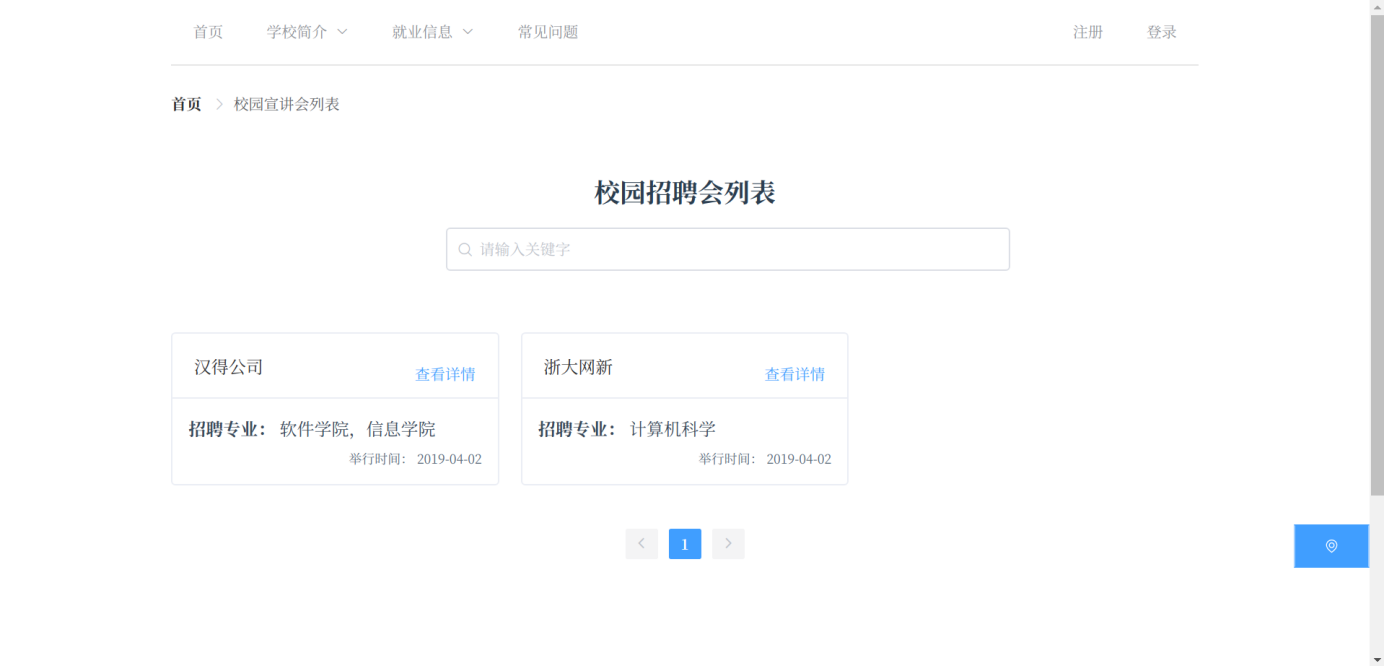 首页 学校简介 就业信息 常见问题 注册 登录
首页 校园宣讲会列表
校园招聘会列表
请输入关键字
汉得公司 查看详情
招聘专业： 软件学院，信息学院
举行时间： 2019-04-02
浙大网新 查看详情
招聘专业： 计算机科学
举行时间： 2019-04-02
1